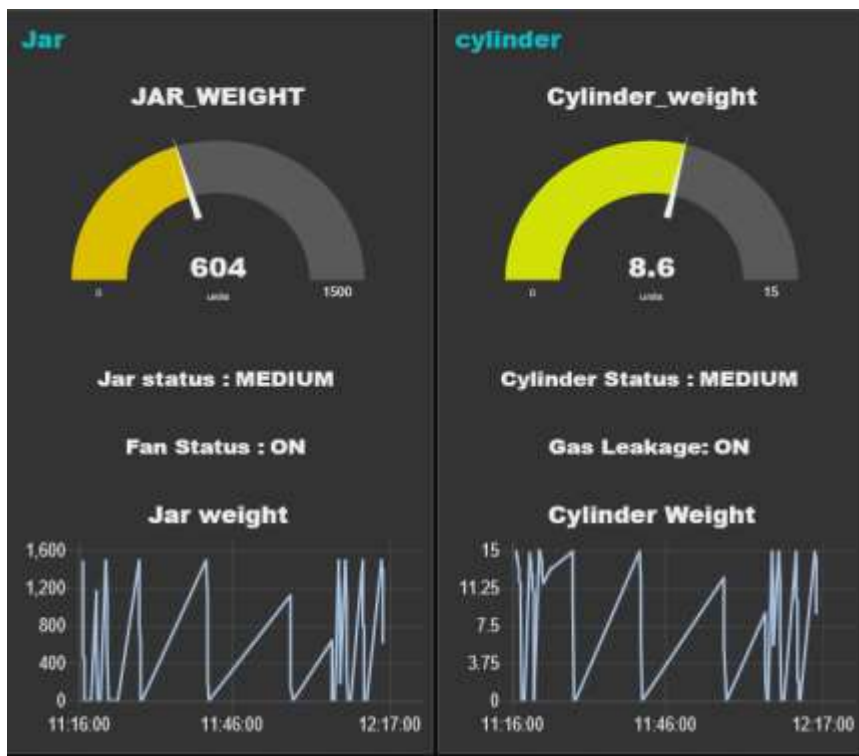 Jar
JAR_WEIGHT
604
units
0
1500
Jar status : MEDIUM
Fan Status : ON
Jar weight
1,600
1,200
800
400
0
11:16:00
11:46:00
12:17:00
cylinder
Cylinder_weight
8.6
units
0
15
Cylinder Status : MEDIUM
Gas Leakage: ON
Cylinder Weight
15
11.25
7.5
3.75
0
11:16:00
11:46:00
12:17:00